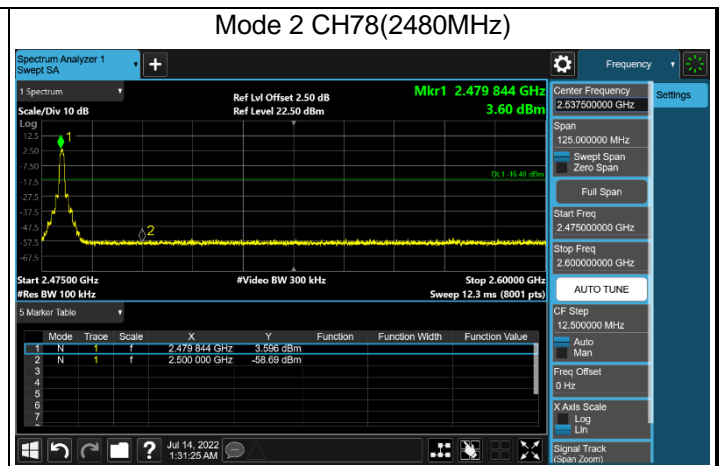 Mode 2 CH78(2480MHz)
Spectrum Analyzer 1
Swept SA
+
Frequency
1 Spectrum
Ref Lvl Offset 2.50 dB
Mkr1 2.479 844 GHz
Scale/Div 10 dB
Ref Level 22.50 dBm
3.60 dBm
Log
12.5
1
2.50
-7.50
DL1 -16.40 dBm
-17.5
-27.5
-37.5
-47.5
2
-57.5
-67.5
Start 2.47500 GHz
#Video BW 300 kHz
Stop 2.60000 GHz
#Res BW 100 kHz
Sweep 12.3 ms (8001 pts)
5 Marker Table
Mode Trace Scale X Y Function Function Width Function Value
1 N 1 f 2.479 844 GHz 3.596 dBm
2 N 1 f 2.500 000 GHz -58.69 dBm
3
4
5
6
7
Jul 14, 2022
1:31:25 AM
?
Center Frequency
2.537500000 GHz
Settings
Span
125.000000 MHz
Swept Span
Zero Span
Full Span
Start Freq
2.475000000 GHz
Stop Freq
2.600000000 GHz
AUTO TUNE
CF Step
12.500000 MHz
Auto
Man
Freq Offset
0 Hz
X Axis Scale
Log
Lin
Signal Track
(Span Zoom)